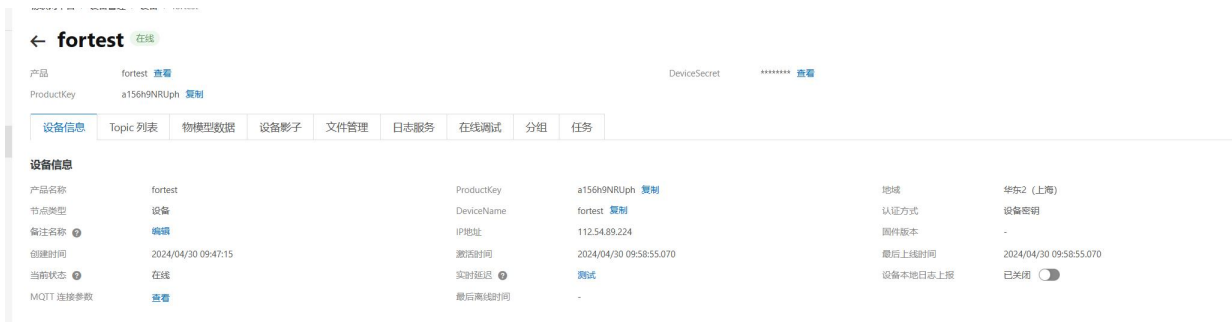 ← fortest 在线
产品 fortest 查看 DeviceSecret ******** 查看
ProductKey a156h9NRUph 复制
设备信息 Topic 列表 物模型数据 设备影子 文件管理 日志服务 在线调试 分组 任务
设备信息
产品名称 fortest ProductKey a156h9NRUph 复制 地域 华东2（上海）
节点类型 设备 DeviceName fortest 复制 认证方式 设备密钥
备注名称 编辑 IP地址 112.54.89.224 固件版本 -
创建时间 2024/04/30 09:47:15 激活时间 2024/04/30 09:58:55.070 最后上线时间 2024/04/30 09:58:55.070
当前状态 在线 实时延迟 测试 设备本地日志上报 已关闭
MQTT 连接参数 查看 最后离线时间 -